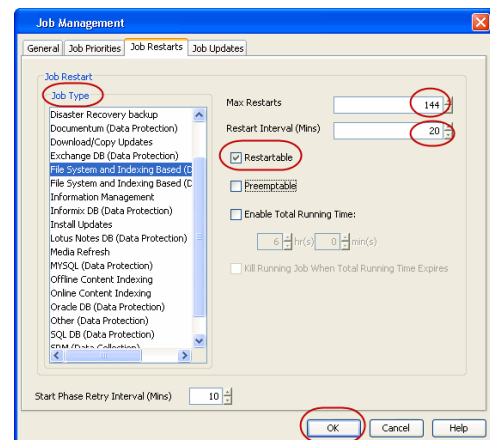 Job Management
General Job Priorities Job Restarts Job Updates
Job Restart
Job Type
Disaster Recovery backup
Documentum (Data Protection)
Download/Copy Updates
Exchange DB (Data Protection)
File System and Indexing Based (D
File System and Indexing Based (D
Information Management
Informix DB (Data Protection)
Install Updates
Lotus Notes DB (Data Protection)
Media Refresh
MYSQL (Data Protection)
Offline Content Indexing
Online Content Indexing
Oracle DB (Data Protection)
Other (Data Protection)
SQL DB (Data Protection)
SRM (Data Collection)
Max Restarts 144
Restart Interval (Mins) 20
Restartable
Preemptable
Enable Total Running Time:
6 hr(s) 0 min(s)
Kill Running Job When Total Running Time Expires
Start Phase Retry Interval (Mins) 10
OK Cancel Help